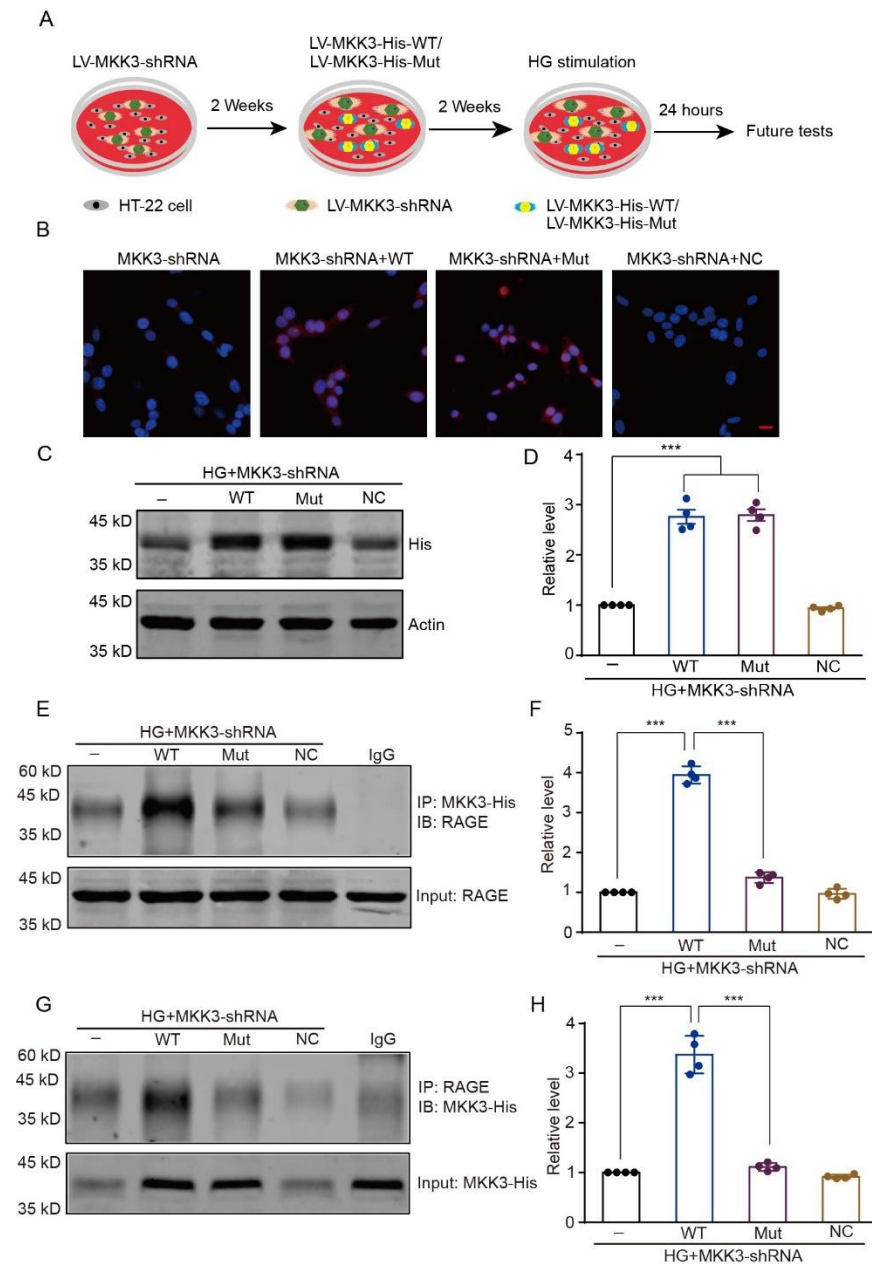 A
LV-MKK3-shRNA
LV-MKK3-His-WT/
LV-MKK3-His-Mut
HG stimulation
2 Weeks
2 Weeks
24 hours
Future tests
HT-22 cell
LV-MKK3-shRNA
LV-MKK3-His-WT/
LV-MKK3-His-Mut
B
MKK3-shRNA
MKK3-shRNA+WT
MKK3-shRNA+Mut
MKK3-shRNA+NC
C
HG+MKK3-shRNA
– WT Mut NC
45 kD
35 kD
His
45 kD
35 kD
Actin
D
Relative level
4
3
2
1
0
***
– WT Mut NC
HG+MKK3-shRNA
E
HG+MKK3-shRNA
– WT Mut NC IgG
60 kD
45 kD
35 kD
IP: MKK3-His
IB: RAGE
45 kD
35 kD
Input: RAGE
F
Relative level
5
4
3
2
1
0
*** ***
– WT Mut NC
HG+MKK3-shRNA
G
HG+MKK3-shRNA
– WT Mut NC IgG
60 kD
45 kD
35 kD
IP: RAGE
IB: MKK3-His
45 kD
35 kD
Input: MKK3-His
H
Relative level
4
3
2
1
0
*** ***
– WT Mut NC
HG+MKK3-shRNA